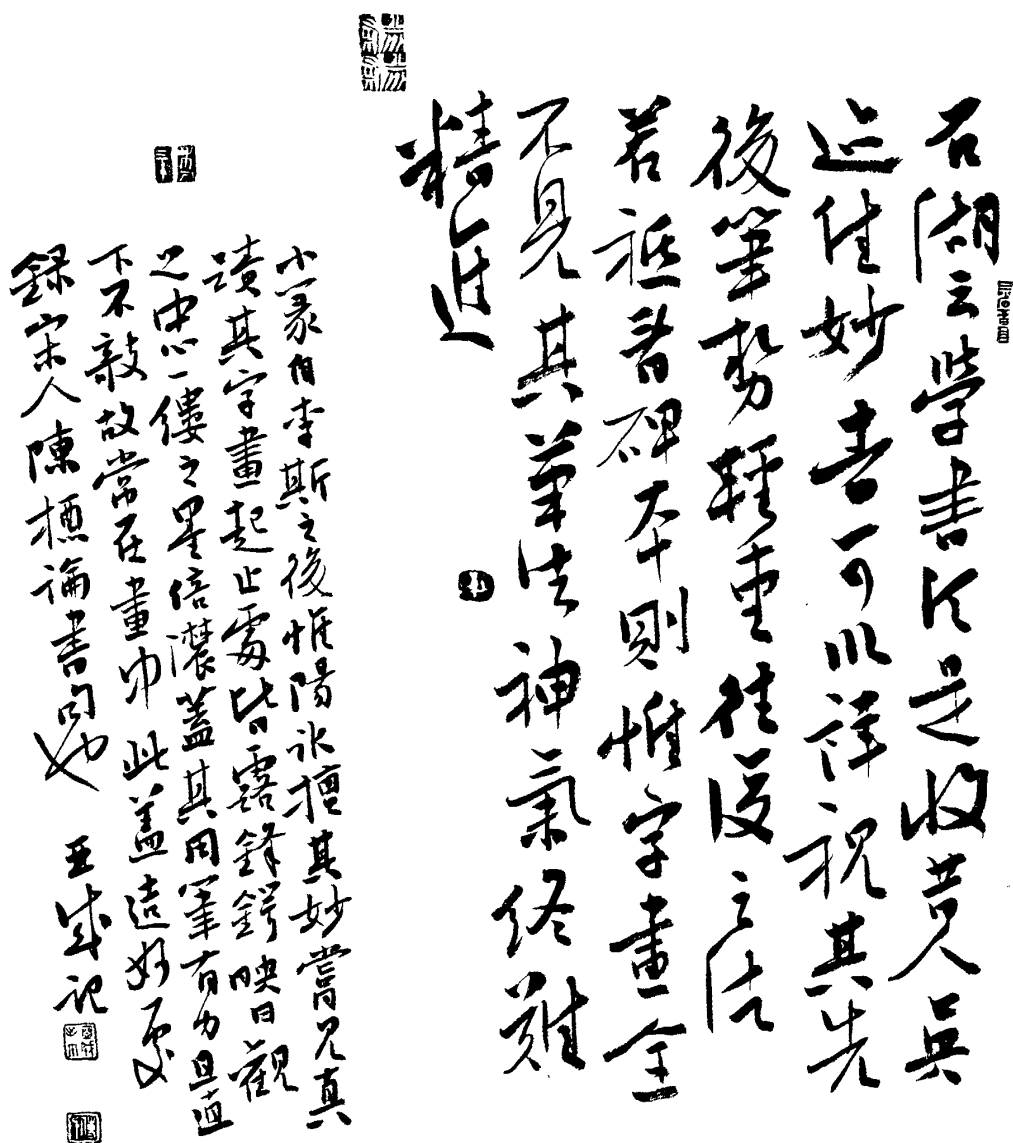 石湖云學書須是收昔人真
迹佳妙者可以詳視其先
後筆勢輕重往復之法
若祗看碑本則惟字畫全
不見其筆法神氣終難
精進
小篆自李斯之後惟陽冰擅其妙嘗見真
蹟其字畫起止處皆露鋒鍔映日觀
之中心一縷之墨倍濃蓋其用筆有力且直
下不欹故常在畫中此蓋造妙處
錄宋人陳槱論書句也 亞成記